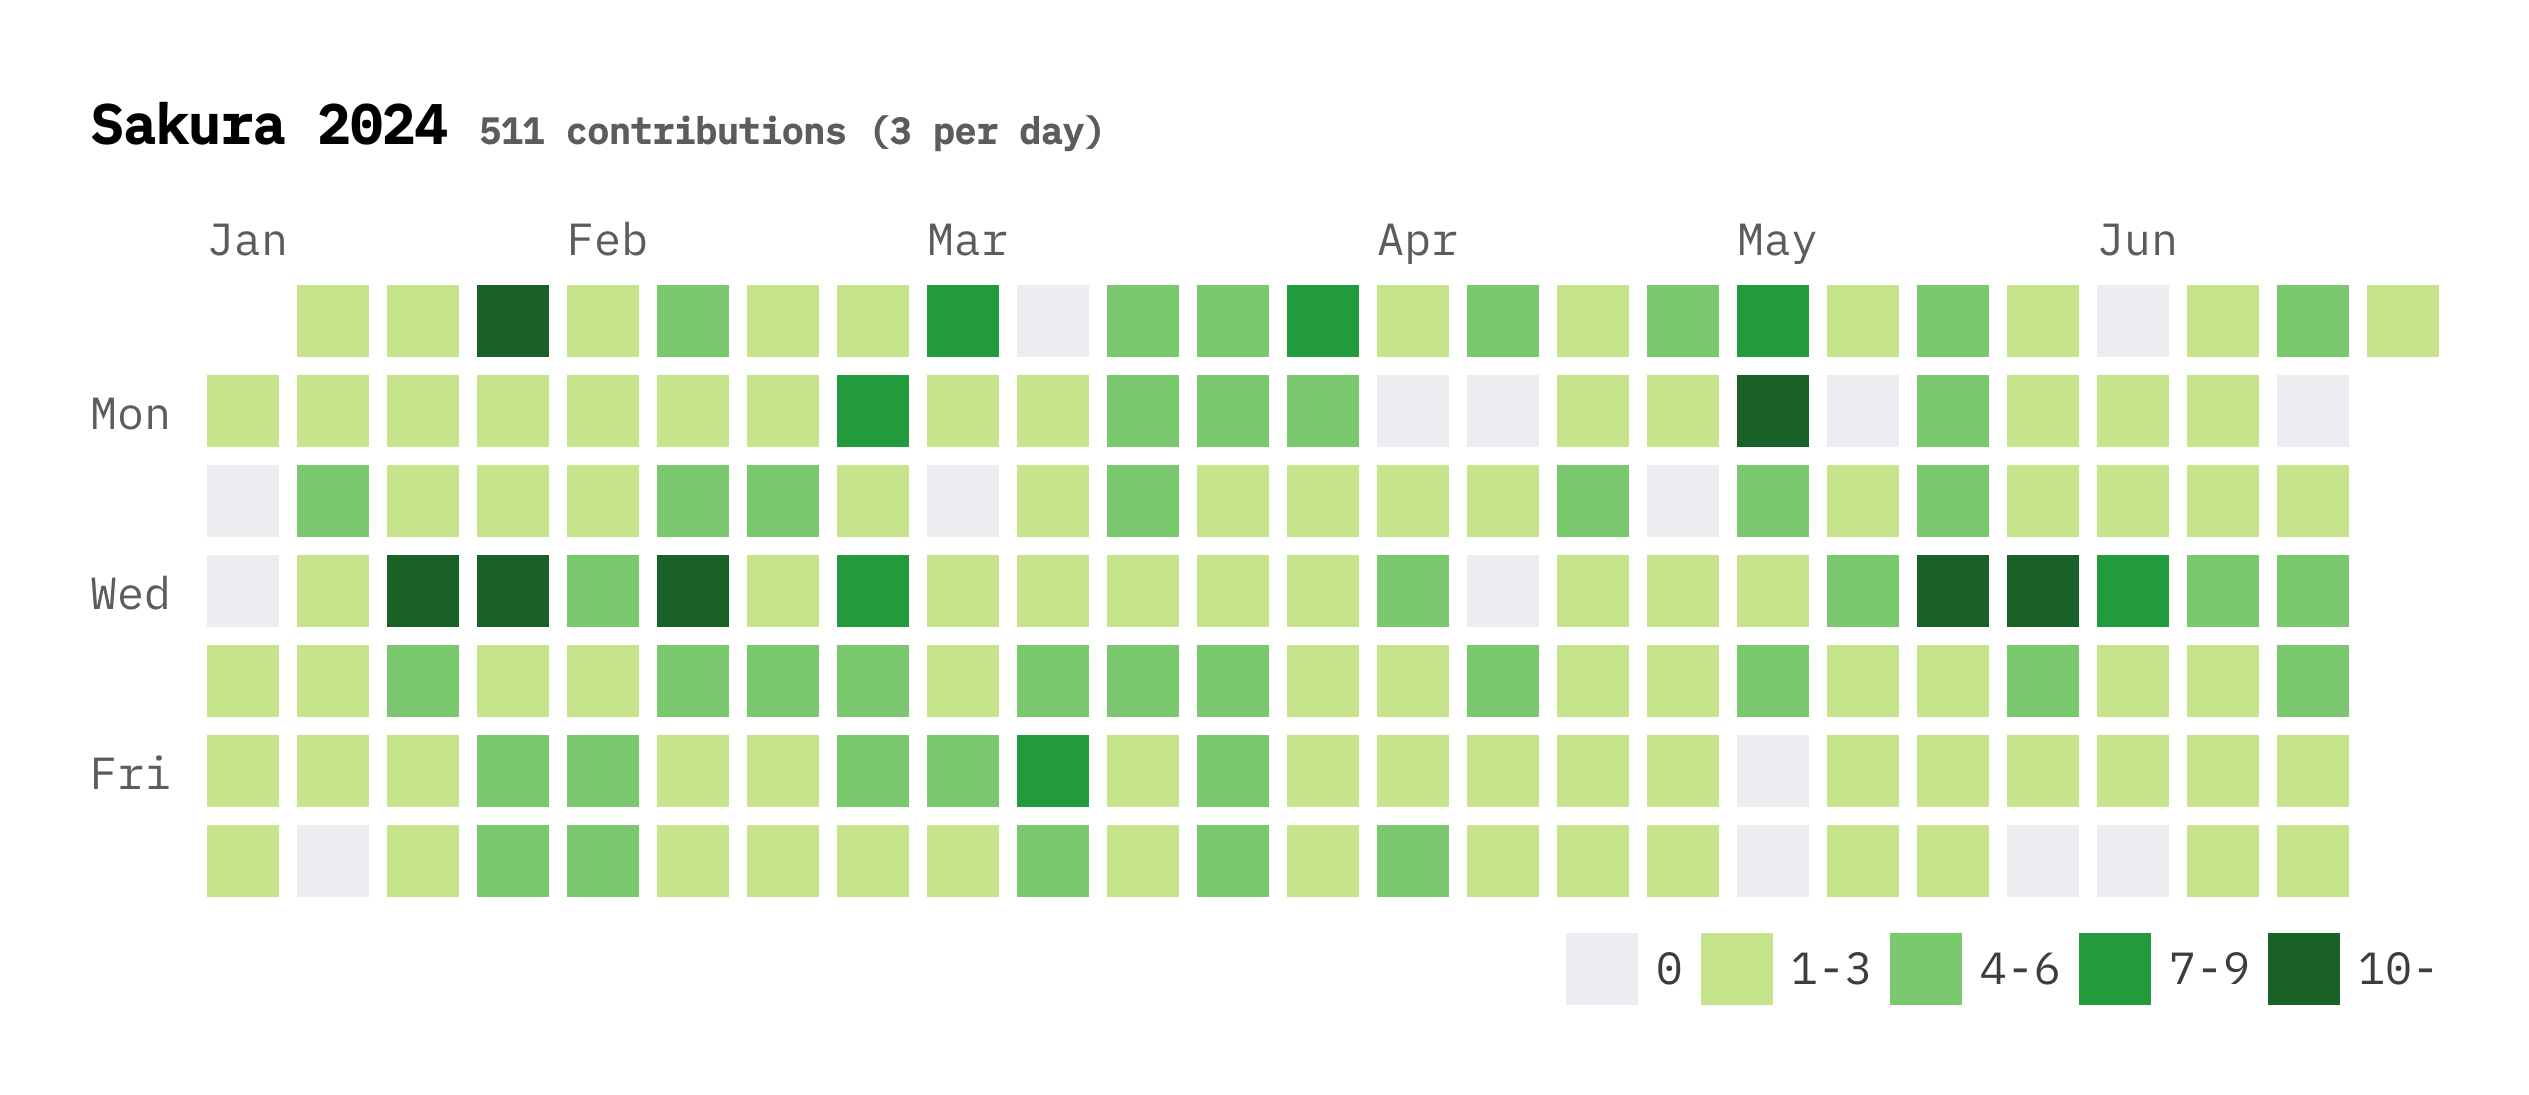 Sakura 2024 511 contributions (3 per day)
Jan Feb Mar Apr May Jun
Mon
Wed
Fri
0 1-3 4-6 7-9 10-